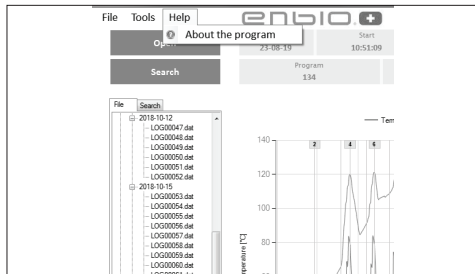 File Tools Help
enbio.
About the program
Open
Start
23-08-19
10:51:09
Search
Program
134
File Search
2018-10-12
LOG00047.dat
LOG00048.dat
LOG00049.dat
LOG00050.dat
LOG00051.dat
LOG00052.dat
2018-10-15
LOG00053.dat
LOG00054.dat
LOG00055.dat
LOG00056.dat
LOG00057.dat
LOG00058.dat
LOG00059.dat
LOG00060.dat
Tem
140
2 4 6
120
100
80
perature [°C]